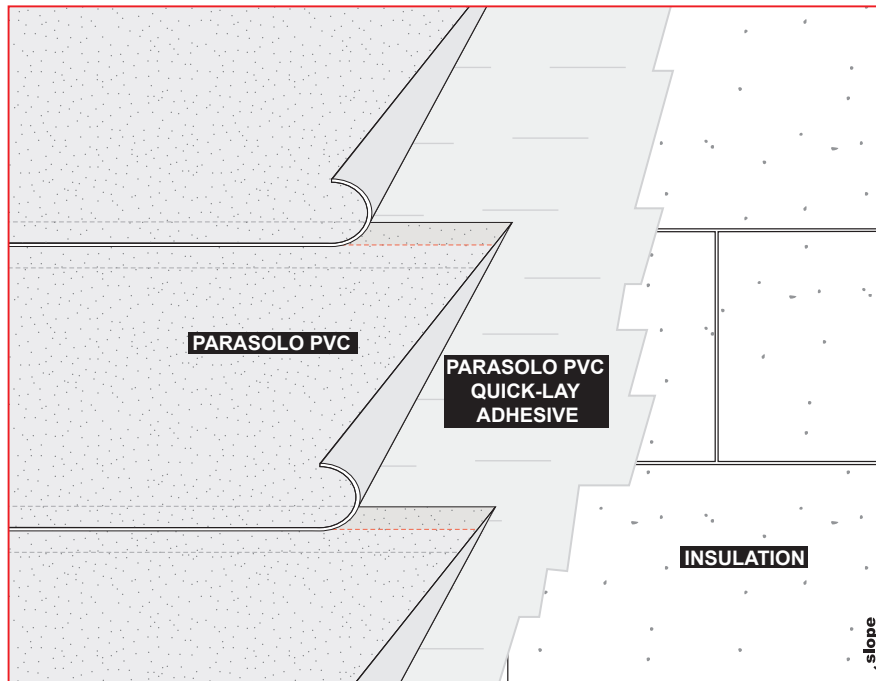 PARASOLO PVC
PARASOLO PVC
QUICK-LAY
ADHESIVE
INSULATION
slope